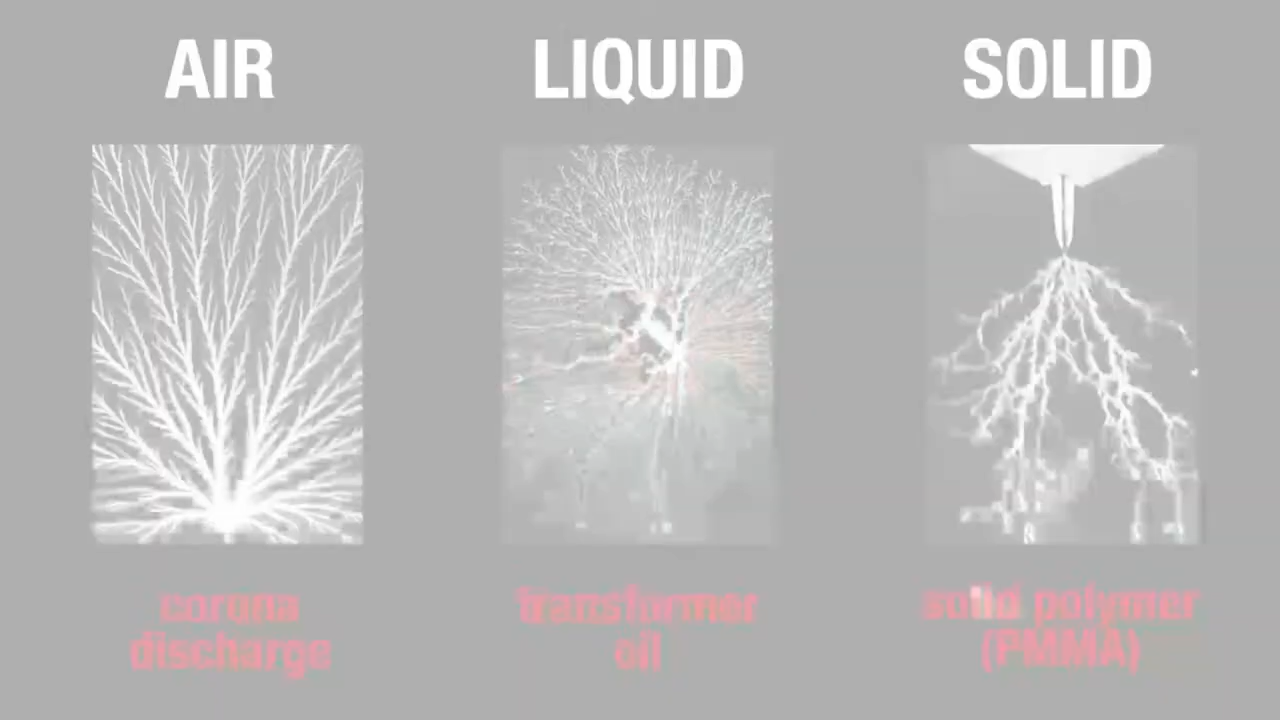 AIR
LIQUID
SOLID
corona
discharge
transformer
oil
solid polymer
(PMMA)